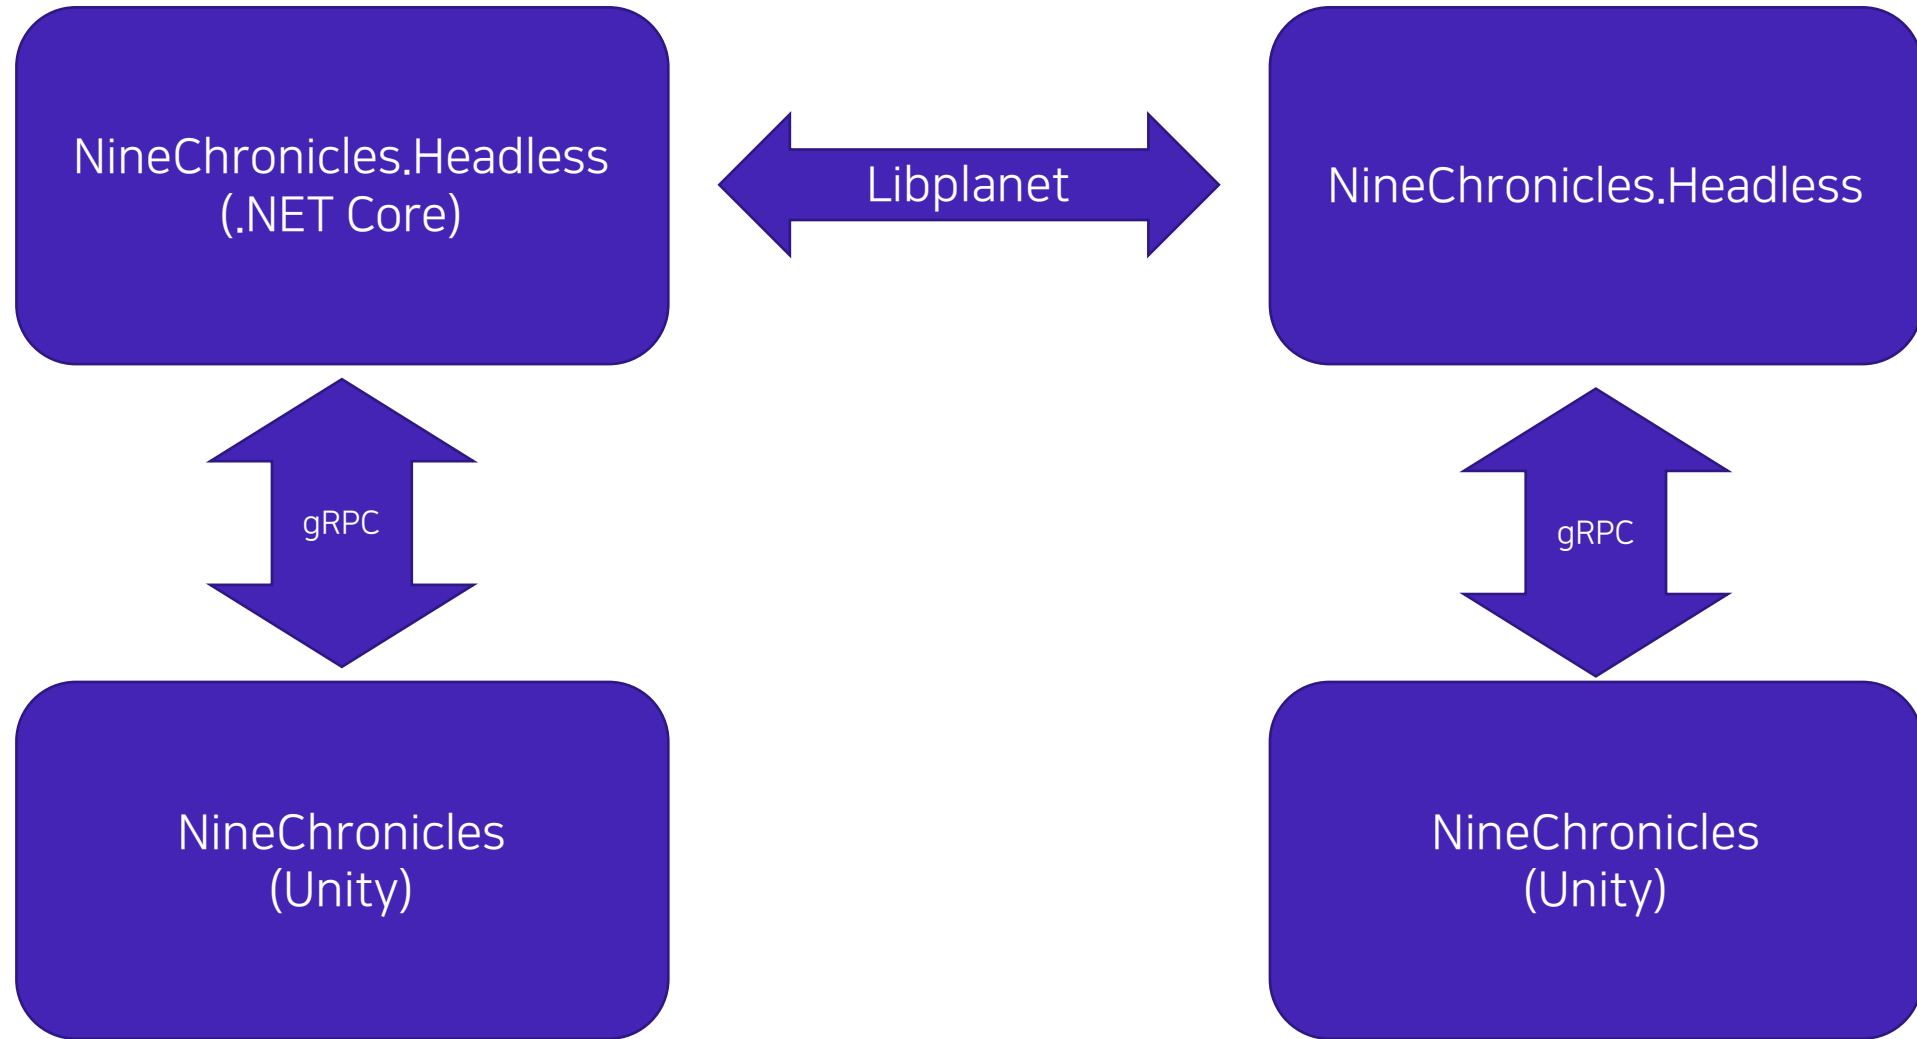 NineChronicles.Headless
(.NET Core)
Libplanet
NineChronicles.Headless
gRPC
gRPC
NineChronicles
(Unity)
NineChronicles
(Unity)